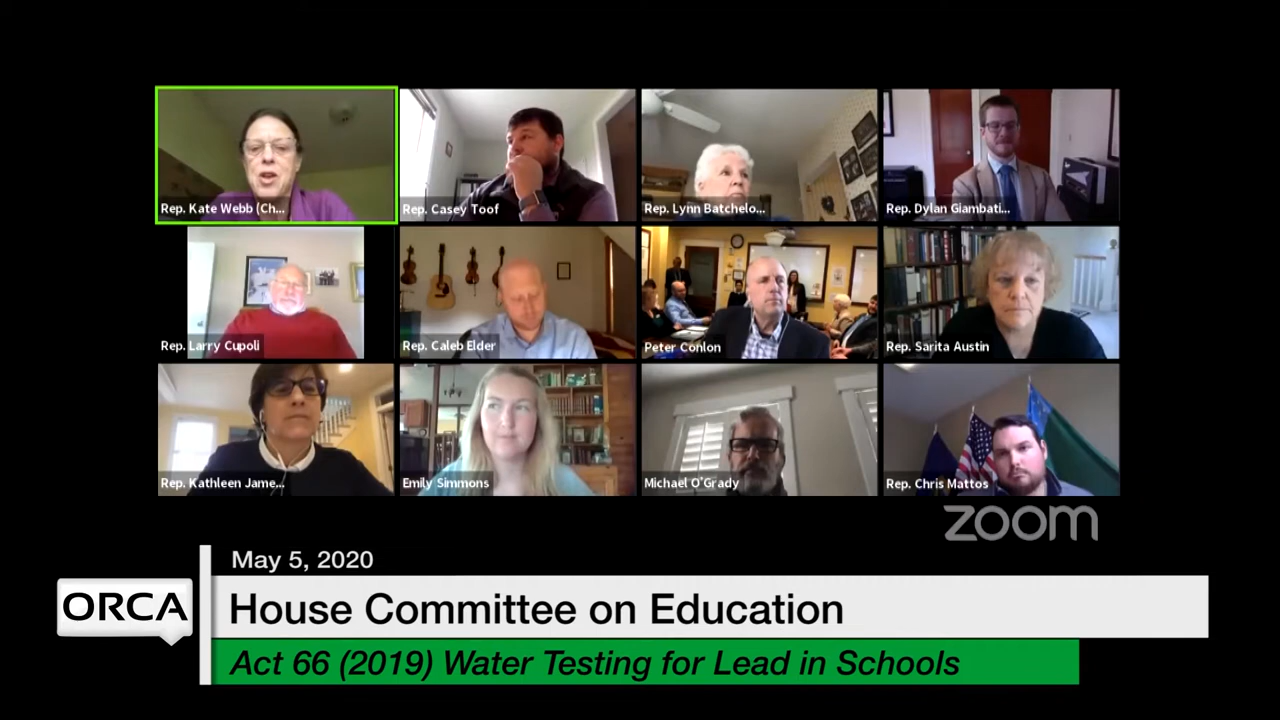 Rep. Kate Webb (Ch...
Rep. Casey Toof
Rep. Lynn Batchelo...
Rep. Dylan Giambati...
Rep. Larry Cupoli
Rep. Caleb Elder
Peter Conlon
Rep. Sarita Austin
Rep. Kathleen Jame...
Emily Simmons
Michael O'Grady
Rep. Chris Mattos
zoom
May 5, 2020
ORCA
House Committee on Education
Act 66 (2019) Water Testing for Lead in Schools